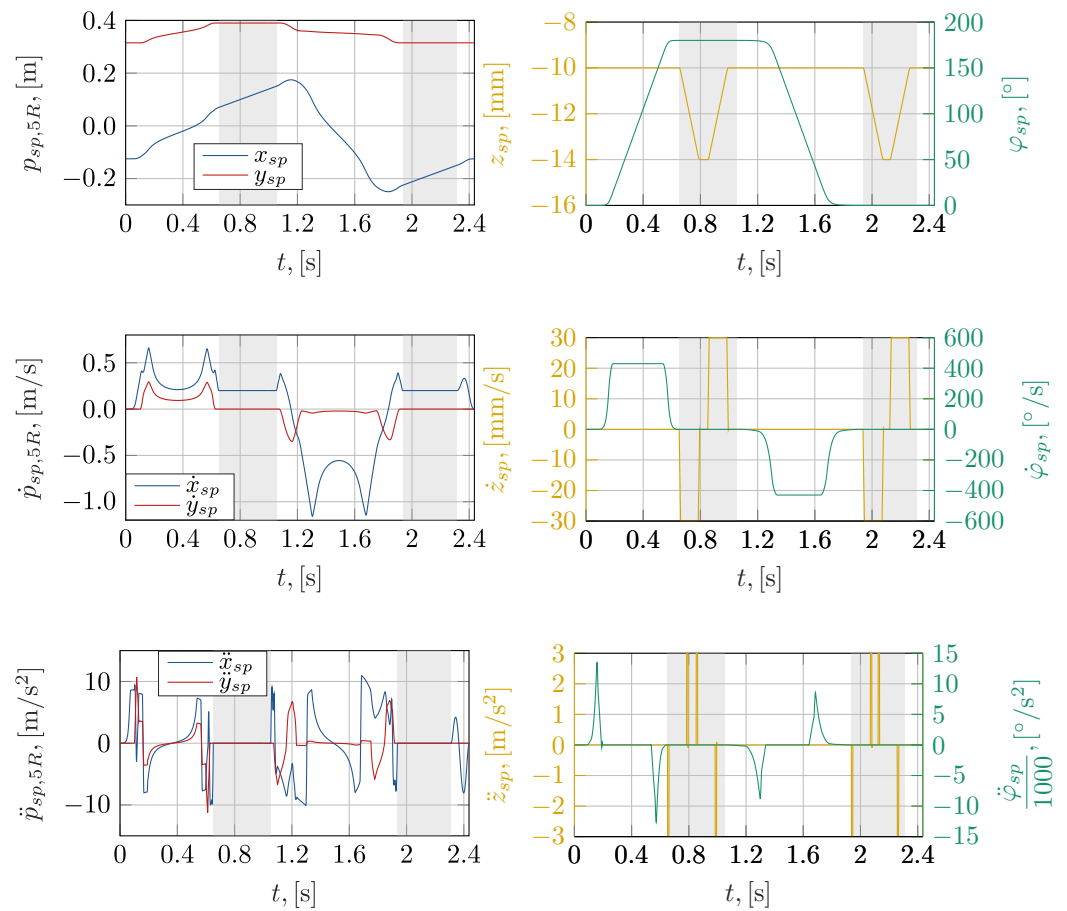 p_{sp,5R}, [m]
0.4
0.2
0.0
−0.2
x_{sp}
y_{sp}
0 0.4 0.8 1.2 1.6 2 2.4
t, [s]
z_{sp}, [mm]
−8
−10
−12
−14
−16
200
150
100
50
0
φ_{sp}, [°]
0 0.4 0.8 1.2 1.6 2 2.4
t, [s]
ṗ_{sp,5R}, [m/s]
0.5
0.0
−0.5
−1.0
ẋ_{sp}
ẏ_{sp}
0 0.4 0.8 1.2 1.6 2 2.4
t, [s]
ż_{sp}, [mm/s]
30
20
10
0
−10
−20
−30
600
400
200
0
−200
−400
−600
φ̇_{sp}, [°/s]
0 0.4 0.8 1.2 1.6 2 2.4
t, [s]
p̈_{sp,5R}, [m/s²]
10
0
−10
ẍ_{sp}
ÿ_{sp}
0 0.4 0.8 1.2 1.6 2 2.4
t, [s]
z̈_{sp}, [m/s²]
3
2
1
0
−1
−2
−3
15
10
5
0
−5
−10
−15
φ̈_{sp}/1000, [°/s²]
0 0.4 0.8 1.2 1.6 2 2.4
t, [s]